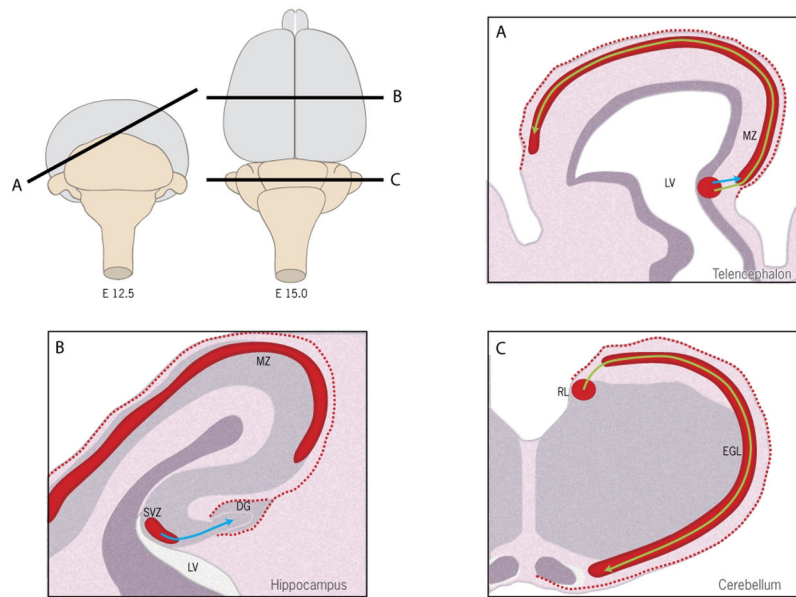 A
B
C
E 12.5
E 15.0
A
MZ
LV
Telencephalon
B
MZ
SVZ
DG
LV
Hippocampus
C
RL
EGL
Cerebellum